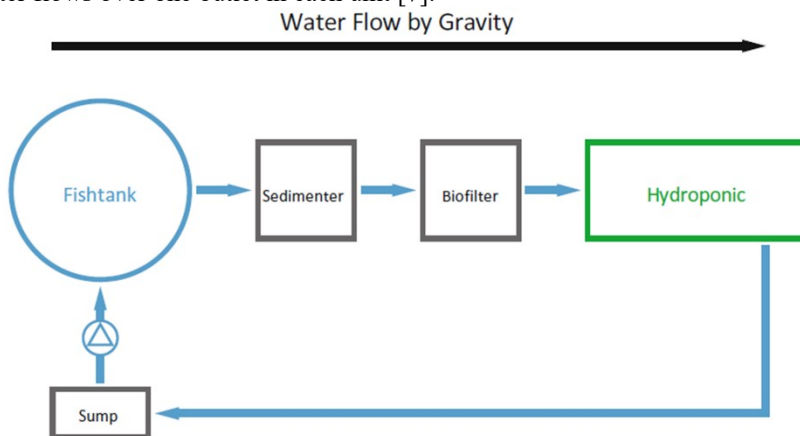 Water Flow by Gravity
Fishtank
Sedimenter
Biofilter
Hydroponic
Sump